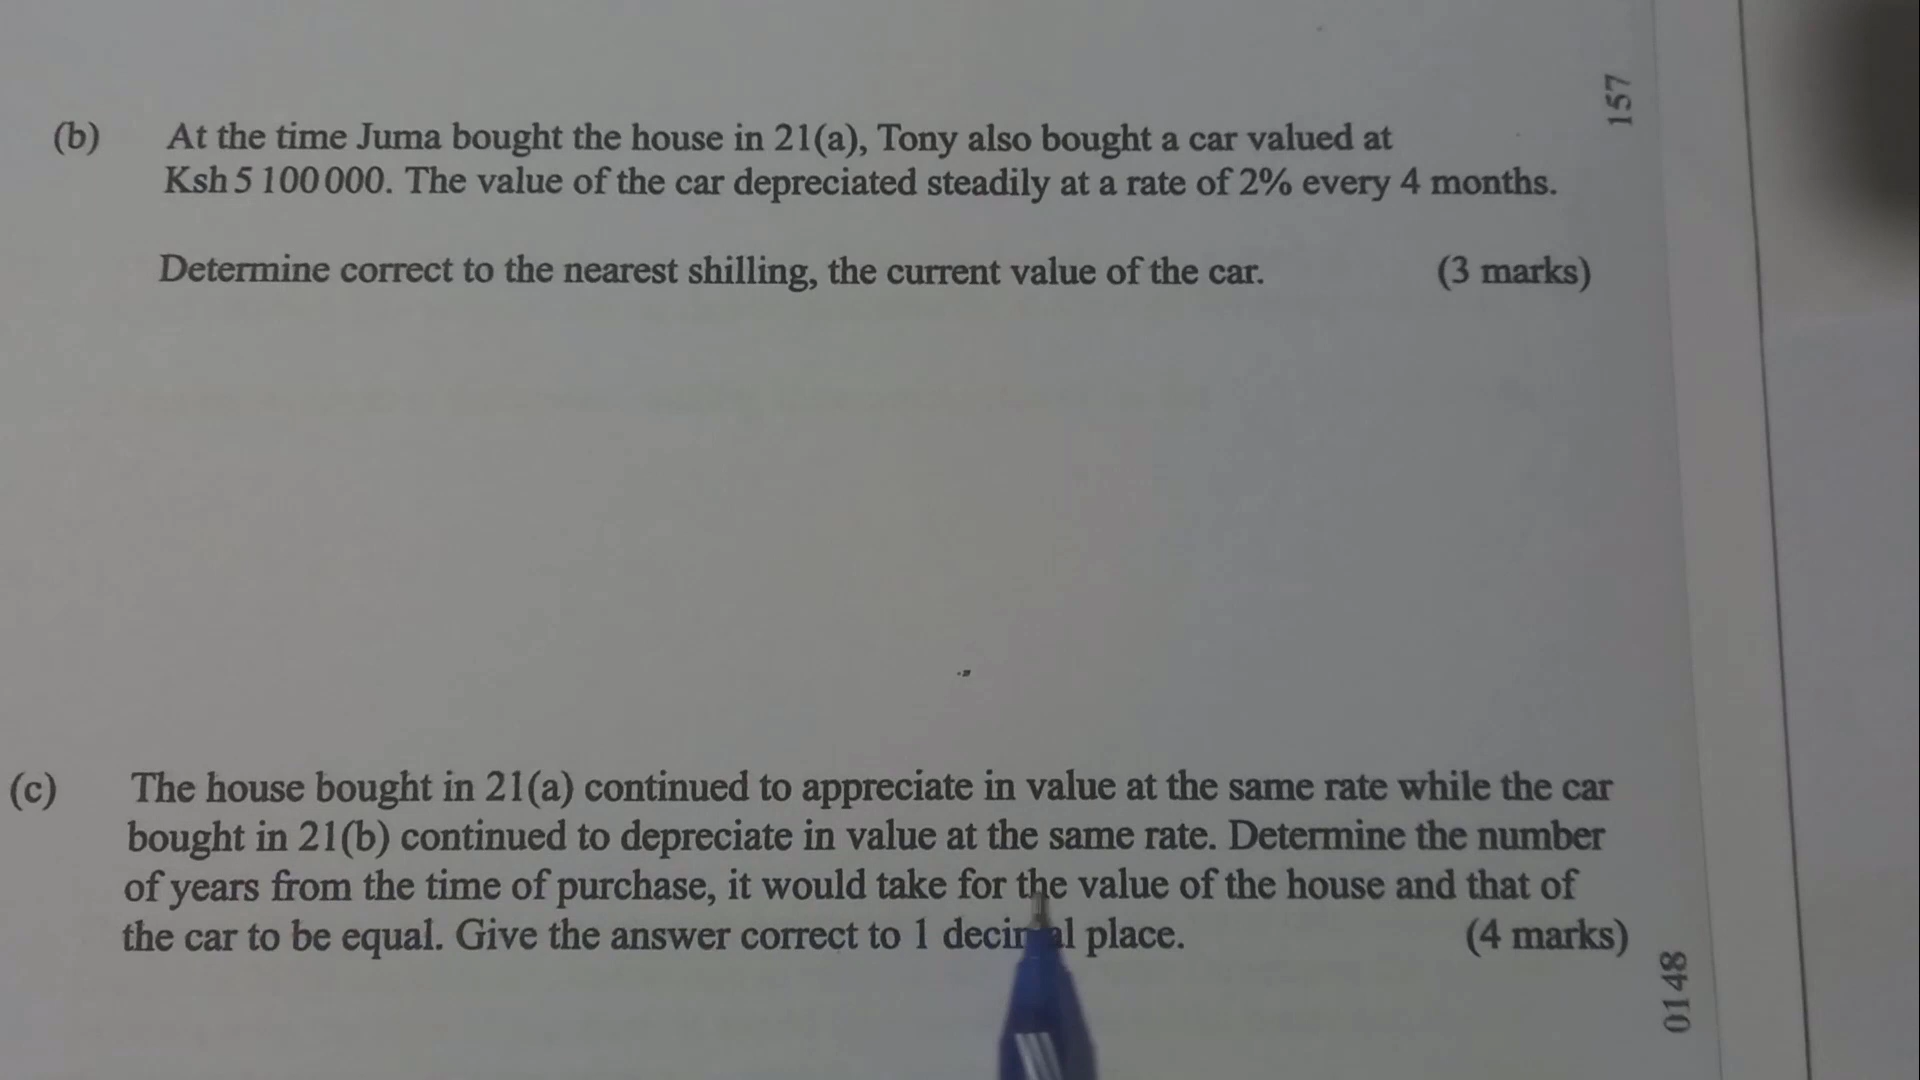 157
(b) At the time Juma bought the house in 21(a), Tony also bought a car valued at
Ksh 5 100 000. The value of the car depreciated steadily at a rate of 2% every 4 months.
Determine correct to the nearest shilling, the current value of the car. (3 marks)
(c) The house bought in 21(a) continued to appreciate in value at the same rate while the car
bought in 21(b) continued to depreciate in value at the same rate. Determine the number
of years from the time of purchase, it would take for the value of the house and that of
the car to be equal. Give the answer correct to 1 decimal place. (4 marks)
0148